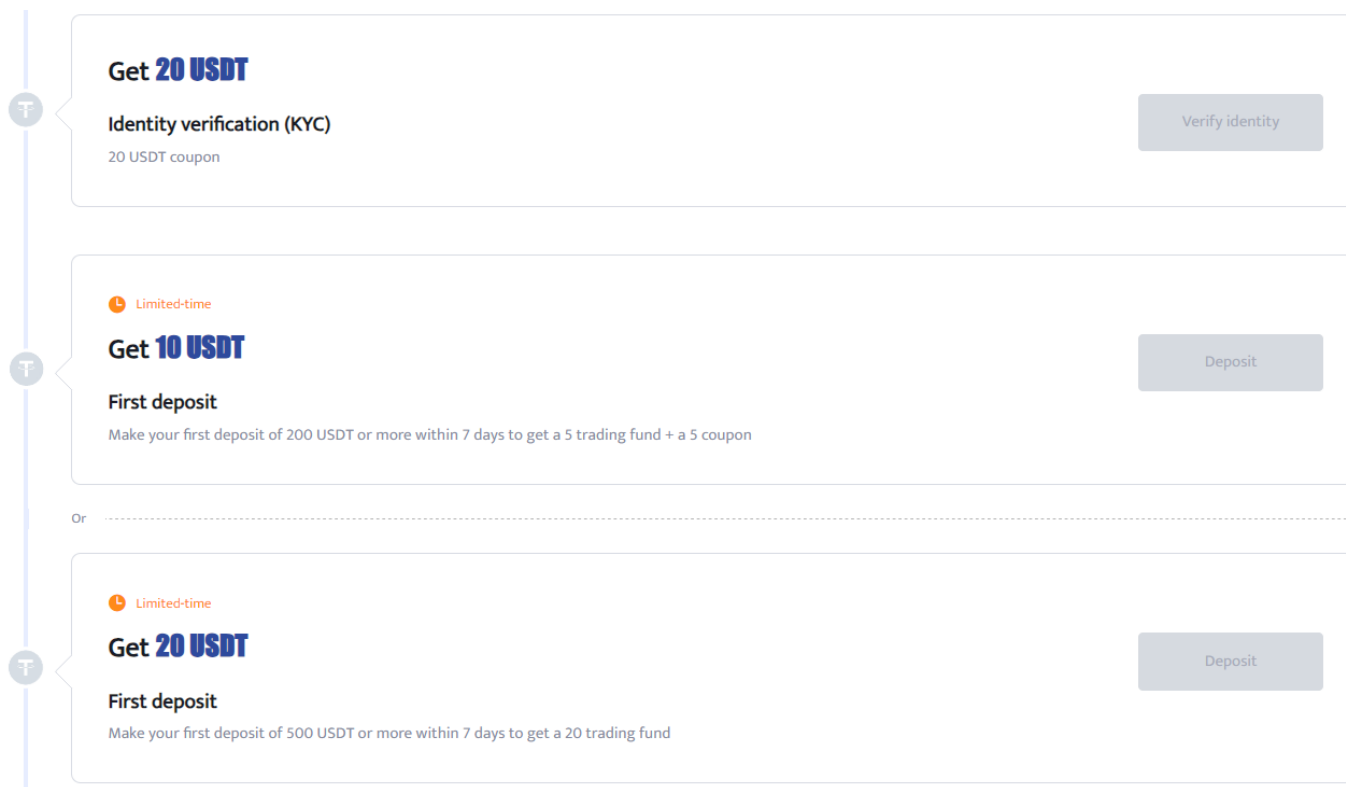 Get 20 USDT
Identity verification (KYC)
20 USDT coupon
Verify identity
Limited-time
Get 10 USDT
First deposit
Make your first deposit of 200 USDT or more within 7 days to get a 5 trading fund + a 5 coupon
Deposit
Or
Limited-time
Get 20 USDT
First deposit
Make your first deposit of 500 USDT or more within 7 days to get a 20 trading fund
Deposit